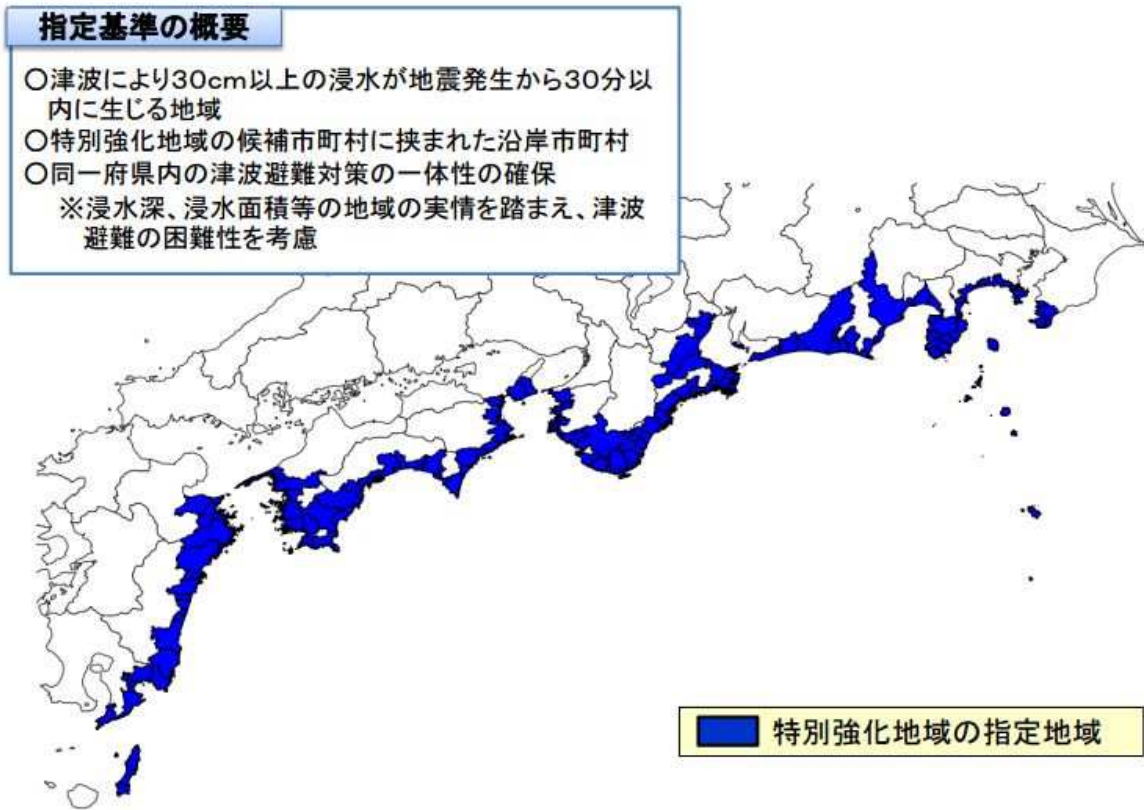 指定基準の概要
○津波により30cm以上の浸水が地震発生から30分以
内に生じる地域
○特別強化地域の候補市町村に挟まれた沿岸市町村
○同一府県内の津波避難対策の一体性の確保
※浸水深、浸水面積等の地域の実情を踏まえ、津波
避難の困難性を考慮
特別強化地域の指定地域